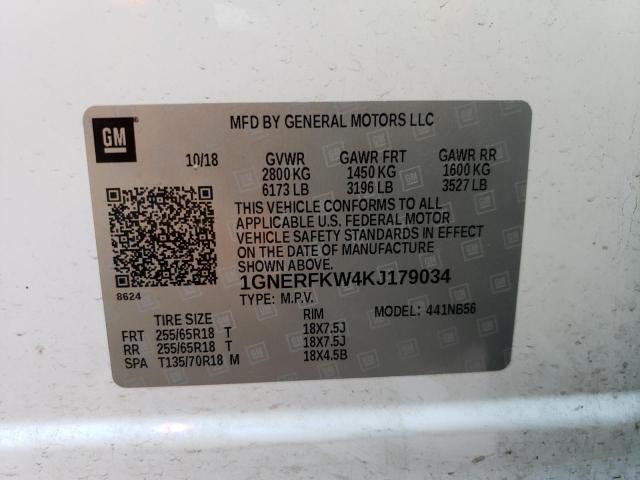 GM
MFD BY GENERAL MOTORS LLC
10/18 GVWR GAWR FRT GAWR RR
2800 KG 1450 KG 1600 KG
6173 LB 3196 LB 3527 LB
THIS VEHICLE CONFORMS TO ALL
APPLICABLE U.S. FEDERAL MOTOR
VEHICLE SAFETY STANDARDS IN EFFECT
ON THE DATE OF MANUFACTURE
SHOWN ABOVE.
8624
1GNERFKW4KJ179034
TYPE: M.P.V. MODEL: 441NB56
TIRE SIZE RIM
FRT 255/65R18 T 18X7.5J
RR 255/65R18 T 18X7.5J
SPA T135/70R18 M 18X4.5B